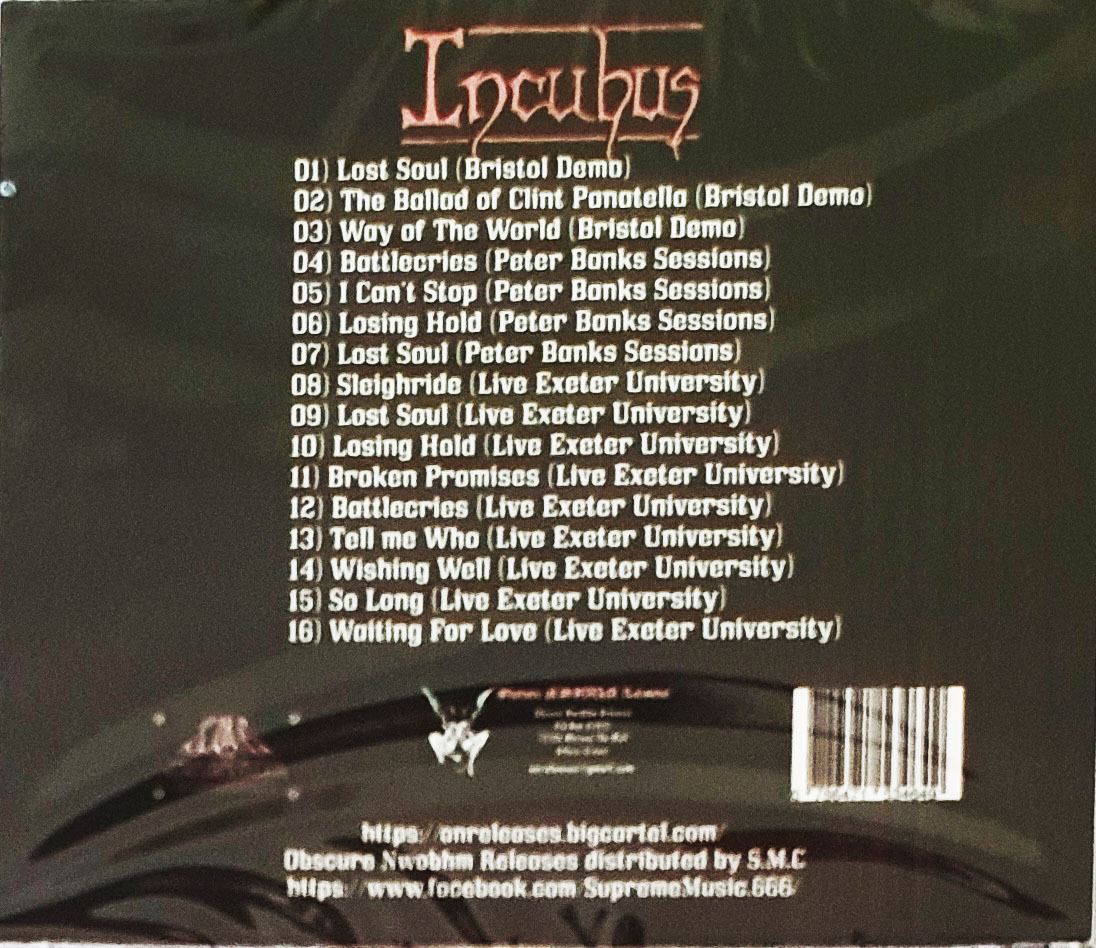 Incubus
01) Lost Soul (Bristol Demo)
02) The Ballad of Clint Panatella (Bristol Demo)
03) Way of The World (Bristol Demo)
04) Battlecries (Peter Banks Sessions)
05) I Can't Stop (Peter Banks Sessions)
06) Losing Hold (Peter Banks Sessions)
07) Lost Soul (Peter Banks Sessions)
08) Sleighride (Live Exeter University)
09) Lost Soul (Live Exeter University)
10) Losing Hold (Live Exeter University)
11) Broken Promises (Live Exeter University)
12) Battlecries (Live Exeter University)
13) Tell me Who (Live Exeter University)
14) Wishing Well (Live Exeter University)
15) So Long (Live Exeter University)
16) Waiting For Love (Live Exeter University)
https://onreleases.bigcartel.com/
Obscure Nwobhm Releases distributed by S.M.C
https://www.facebook.com/SupremeMusic.666/